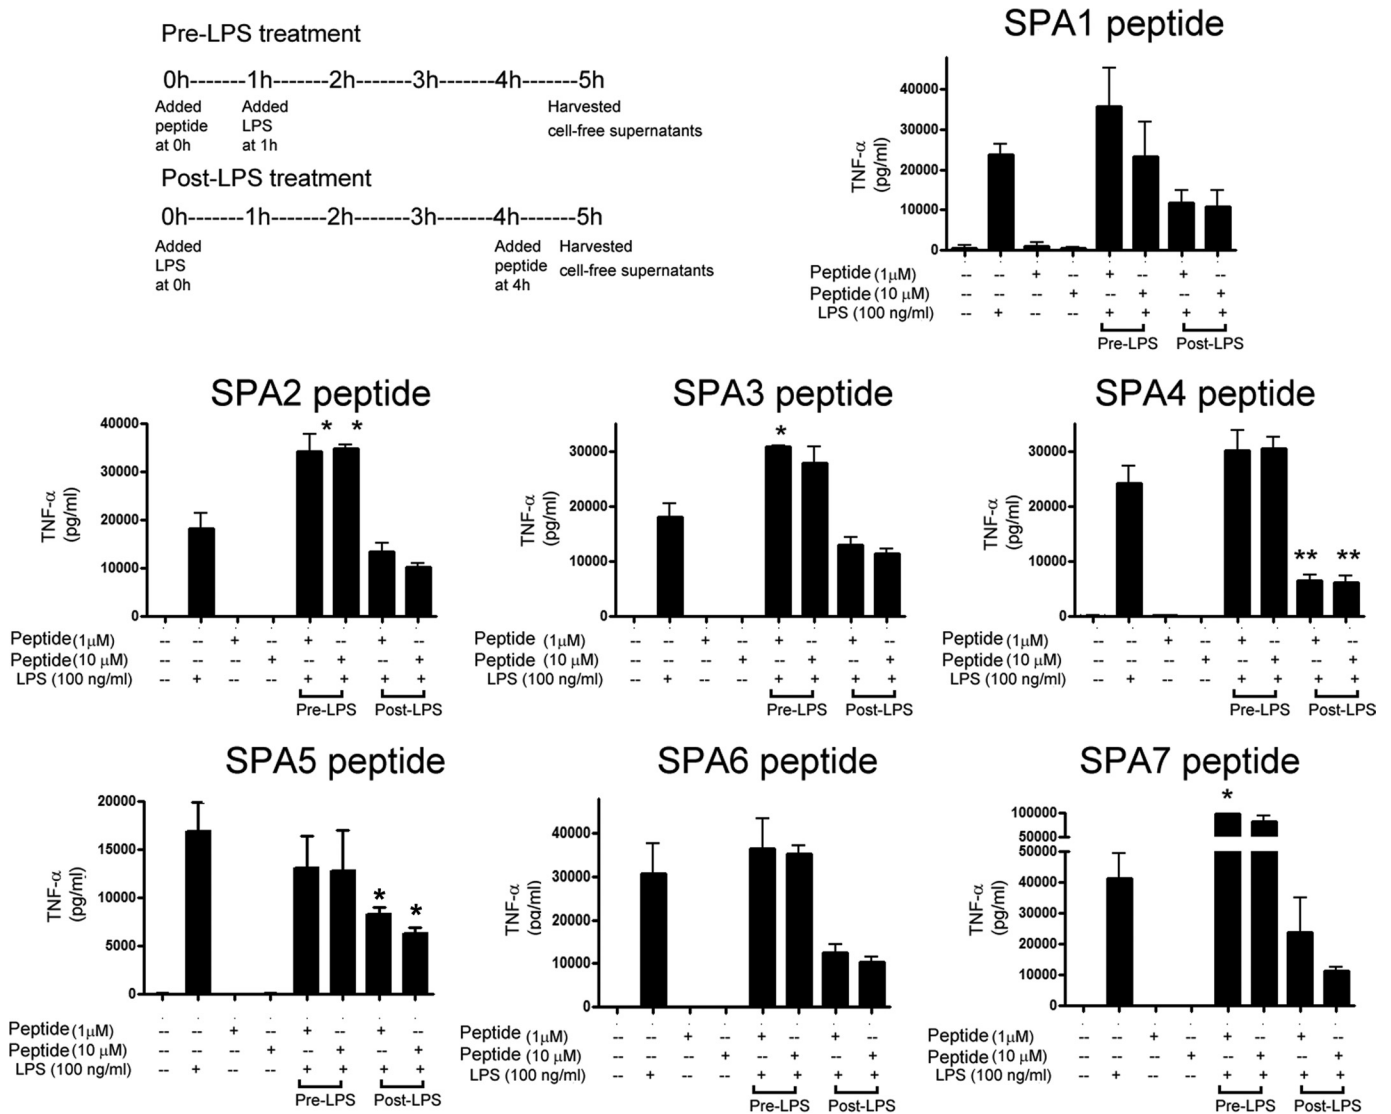 Pre-LPS treatment
0h-------1h-------2h-------3h-------4h-------5h
Added Added Harvested
peptide LPS cell-free supernatants
at 0h at 1h
Post-LPS treatment
0h-------1h-------2h-------3h-------4h-------5h
Added Added Harvested
LPS peptide cell-free supernatants
at 0h at 4h
SPA1 peptide
TNF-α
(pg/ml)
40000
30000
20000
10000
0
Peptide (1μM) -- -- + -- + -- + --
Peptide (10 μM) -- -- -- + -- + -- +
LPS (100 ng/ml) -- + -- -- + + + +
Pre-LPS Post-LPS
SPA2 peptide
TNF-α
(pg/ml)
40000
30000
20000
10000
0
* *
Peptide (1μM) -- -- + -- + -- + --
Peptide (10 μM) -- -- -- + -- + -- +
LPS (100 ng/ml) -- + -- -- + + + +
Pre-LPS Post-LPS
SPA3 peptide
TNF-α
(pg/ml)
30000
20000
10000
0
*
Peptide (1μM) -- -- + -- + -- + --
Peptide (10 μM) -- -- -- + -- + -- +
LPS (100 ng/ml) -- + -- -- + + + +
Pre-LPS Post-LPS
SPA4 peptide
TNF-α
(pg/ml)
30000
20000
10000
0
** **
Peptide (1μM) -- -- + -- + -- + --
Peptide (10 μM) -- -- -- + -- + -- +
LPS (100 ng/ml) -- + -- -- + + + +
Pre-LPS Post-LPS
SPA5 peptide
TNF-α
(pg/ml)
20000
15000
10000
5000
0
* *
Peptide (1μM) -- -- + -- + -- + --
Peptide (10 μM) -- -- -- + -- + -- +
LPS (100 ng/ml) -- + -- -- + + + +
Pre-LPS Post-LPS
SPA6 peptide
TNF-α
(pg/ml)
40000
30000
20000
10000
0
Peptide (1μM) -- -- + -- + -- + --
Peptide (10 μM) -- -- -- + -- + -- +
LPS (100 ng/ml) -- + -- -- + + + +
Pre-LPS Post-LPS
SPA7 peptide
TNF-α
(pg/ml)
100000
50000
50000
40000
30000
20000
10000
0
*
Peptide (1μM) -- -- + -- + -- + --
Peptide (10 μM) -- -- -- + -- + -- +
LPS (100 ng/ml) -- + -- -- + + + +
Pre-LPS Post-LPS